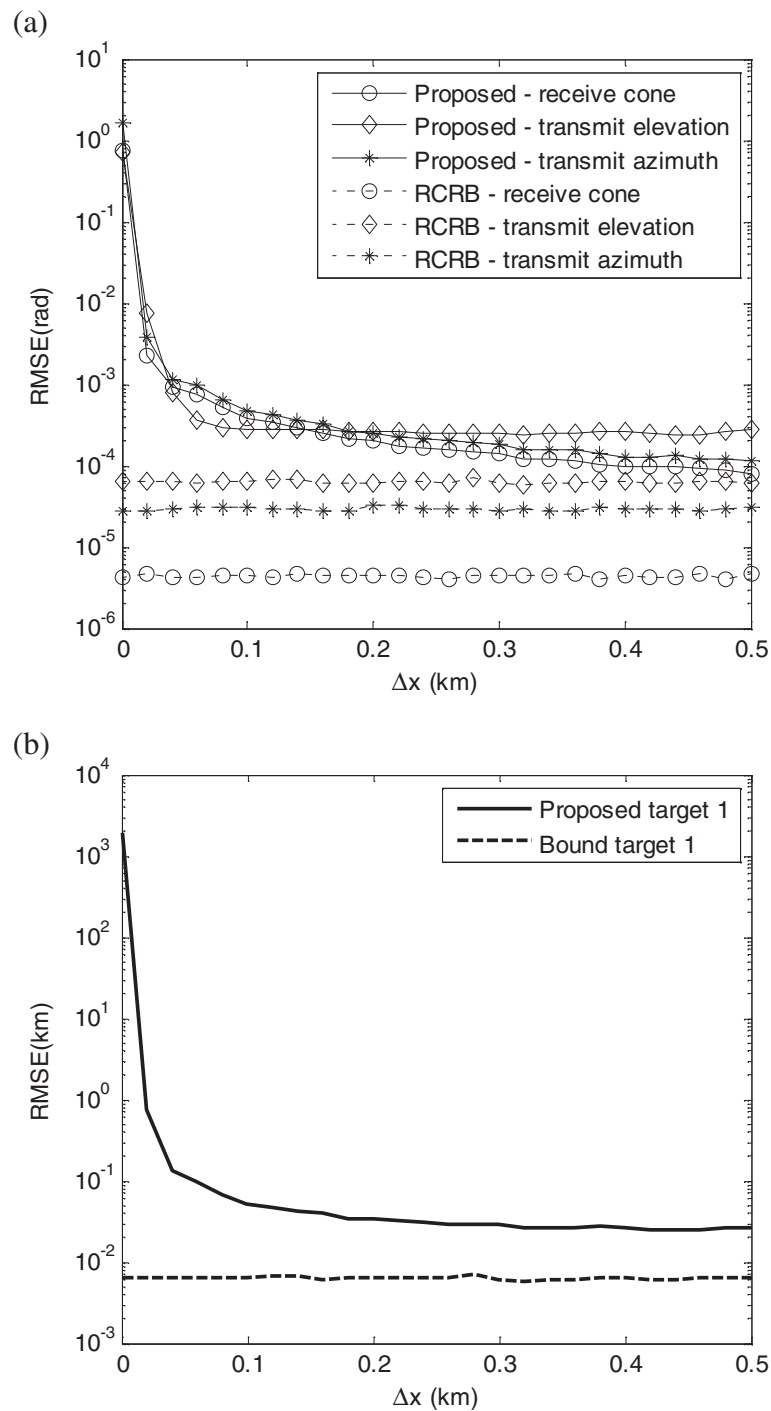 (a)
10^1
10^0
10^-1
10^-2
10^-3
10^-4
10^-5
10^-6
RMSE(rad)
Proposed - receive cone
Proposed - transmit elevation
Proposed - transmit azimuth
RCRB - receive cone
RCRB - transmit elevation
RCRB - transmit azimuth
0 0.1 0.2 0.3 0.4 0.5
Δx (km)
(b)
10^4
10^3
10^2
10^1
10^0
10^-1
10^-2
10^-3
RMSE(km)
Proposed target 1
Bound target 1
0 0.1 0.2 0.3 0.4 0.5
Δx (km)